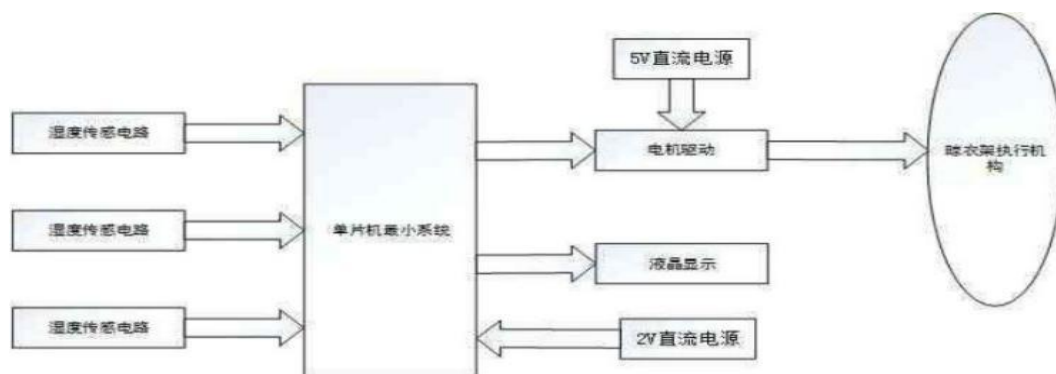 5V直流电源
湿度传感电路
电机驱动
晾衣架执行机
构
湿度传感电路
单片机最小系统
液晶显示
湿度传感电路
2V直流电源